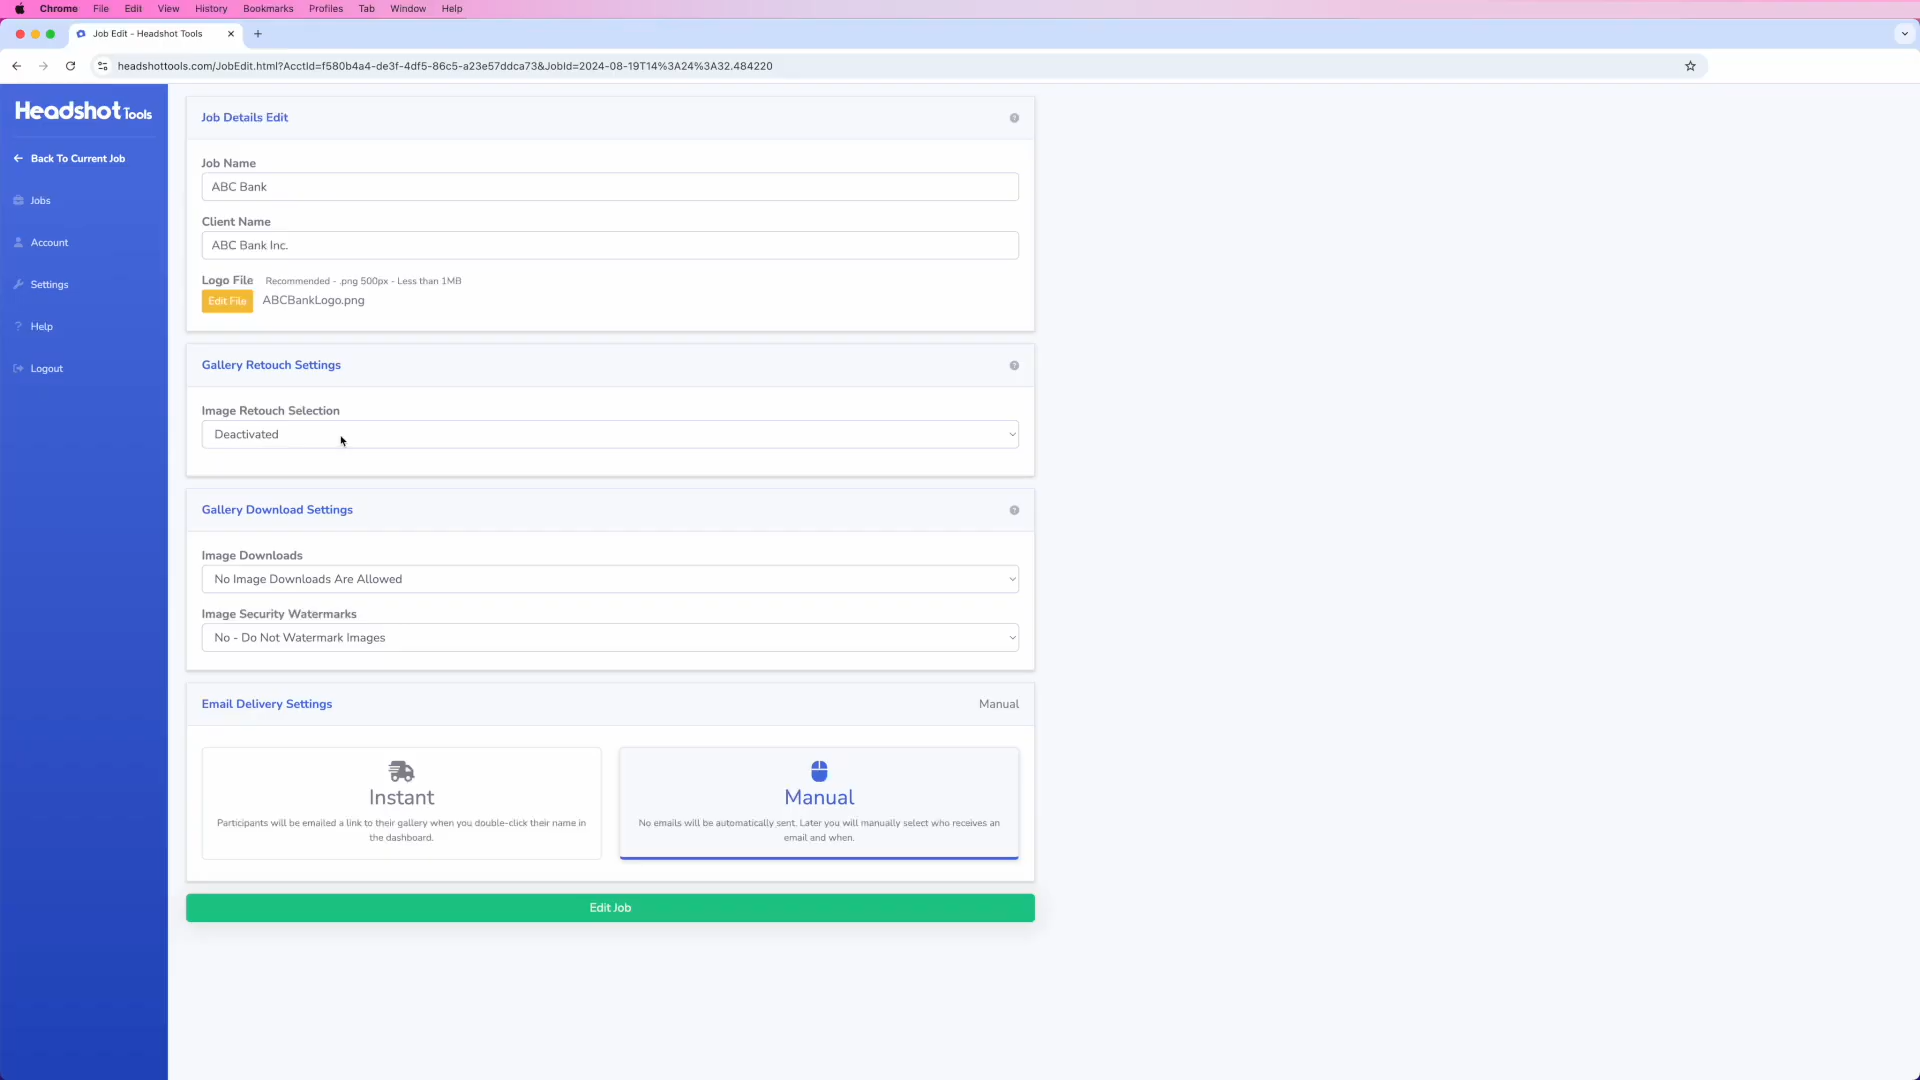 Chrome File Edit View History Bookmarks Profiles Tab Window Help
Job Edit - Headshot Tools
headshottools.com/JobEdit.html?AcctId=f580b4a4-de3f-4df5-86c5-a23e57ddca73&JobId=2024-08-19T14%3A24%3A32.484220
Headshot Tools
Back To Current Job
Jobs
Account
Settings
? Help
Logout
Job Details Edit
?
Job Name
ABC Bank
Client Name
ABC Bank Inc.
Logo File Recommended - .png 500px - Less than 1MB
Edit File ABCBankLogo.png
Gallery Retouch Settings
?
Image Retouch Selection
Deactivated
Gallery Download Settings
?
Image Downloads
No Image Downloads Are Allowed
Image Security Watermarks
No - Do Not Watermark Images
Email Delivery Settings
Manual
Instant
Participants will be emailed a link to their gallery when you double-click their name in
the dashboard.
Manual
No emails will be automatically sent. Later you will manually select who receives an
email and when.
Edit Job